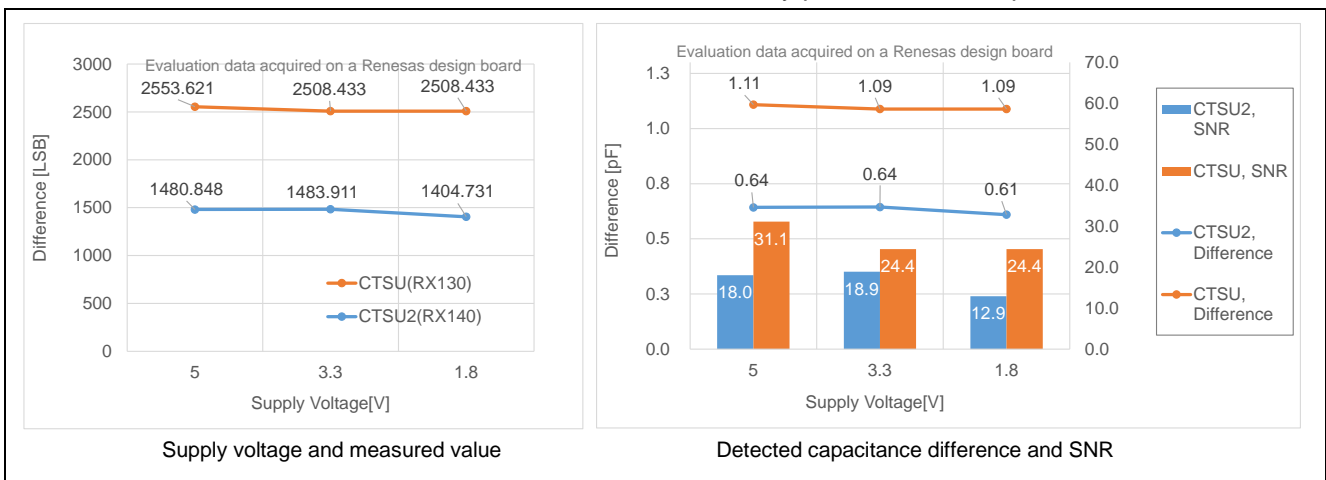 Evaluation data acquired on a Renesas design board
3000
2500
2000
1500
1000
500
0
Difference [LSB]
2553.621
2508.433
2508.433
1480.848
1483.911
1404.731
CTSU(RX130)
CTSU2(RX140)
5
3.3
1.8
Supply Voltage[V]
Supply voltage and measured value
Evaluation data acquired on a Renesas design board
1.3
1.0
0.8
0.5
0.3
0.0
Difference [pF]
1.11
1.09
1.09
0.64
0.64
0.61
18.0
31.1
18.9
24.4
12.9
24.4
5
3.3
1.8
Supply Voltage[V]
70.0
60.0
50.0
40.0
30.0
20.0
10.0
0.0
CTSU2,
SNR
CTSU, SNR
CTSU2,
Difference
CTSU,
Difference
Detected capacitance difference and SNR